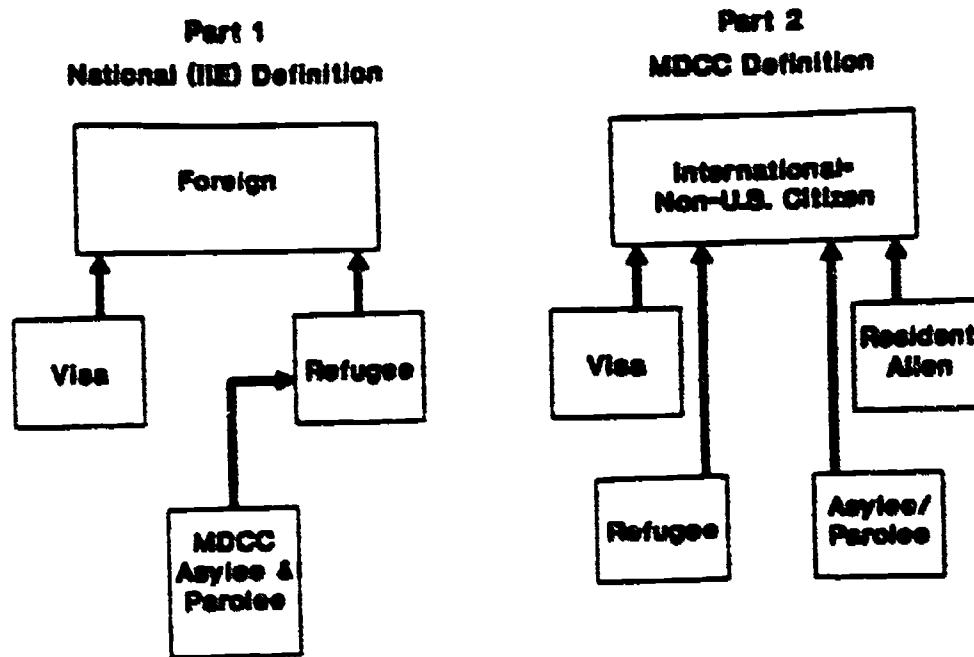 Part 1
National (IIE) Definition
Foreign
Visa
Refugee
MDCC
Asylee &
Parolee
Part 2
MDCC Definition
International-
Non-U.S. Citizen
Visa
Resident
Alien
Refugee
Asylee/
Parolee